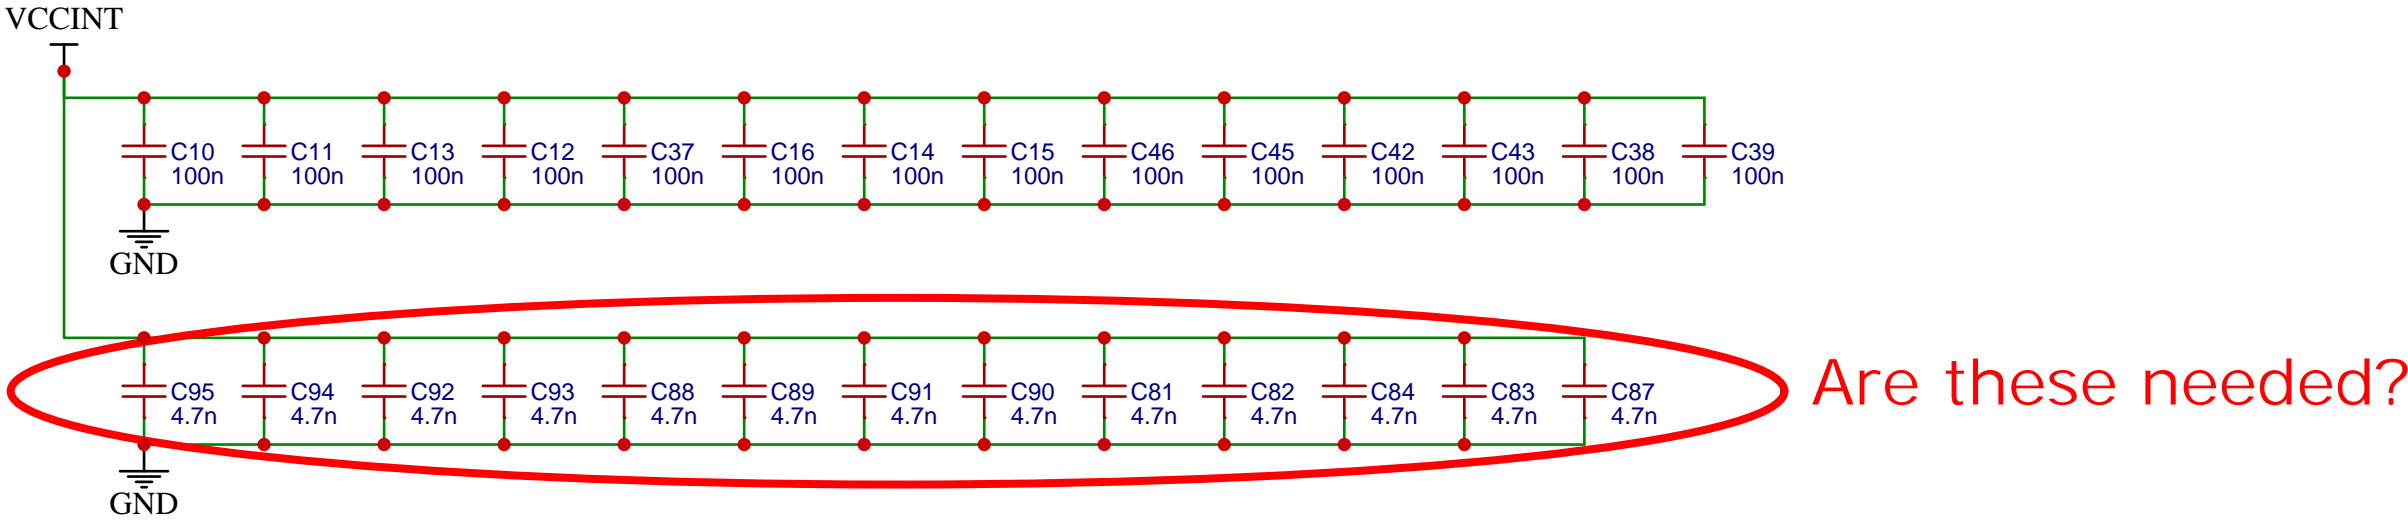 VCCINT
C10 C11 C13 C12 C37 C16 C14 C15 C46 C45 C42 C43 C38 C39
100n 100n 100n 100n 100n 100n 100n 100n 100n 100n 100n 100n 100n 100n
GND
C95 C94 C92 C93 C88 C89 C91 C90 C81 C82 C84 C83 C87
4.7n 4.7n 4.7n 4.7n 4.7n 4.7n 4.7n 4.7n 4.7n 4.7n 4.7n 4.7n 4.7n
Are these needed?
GND